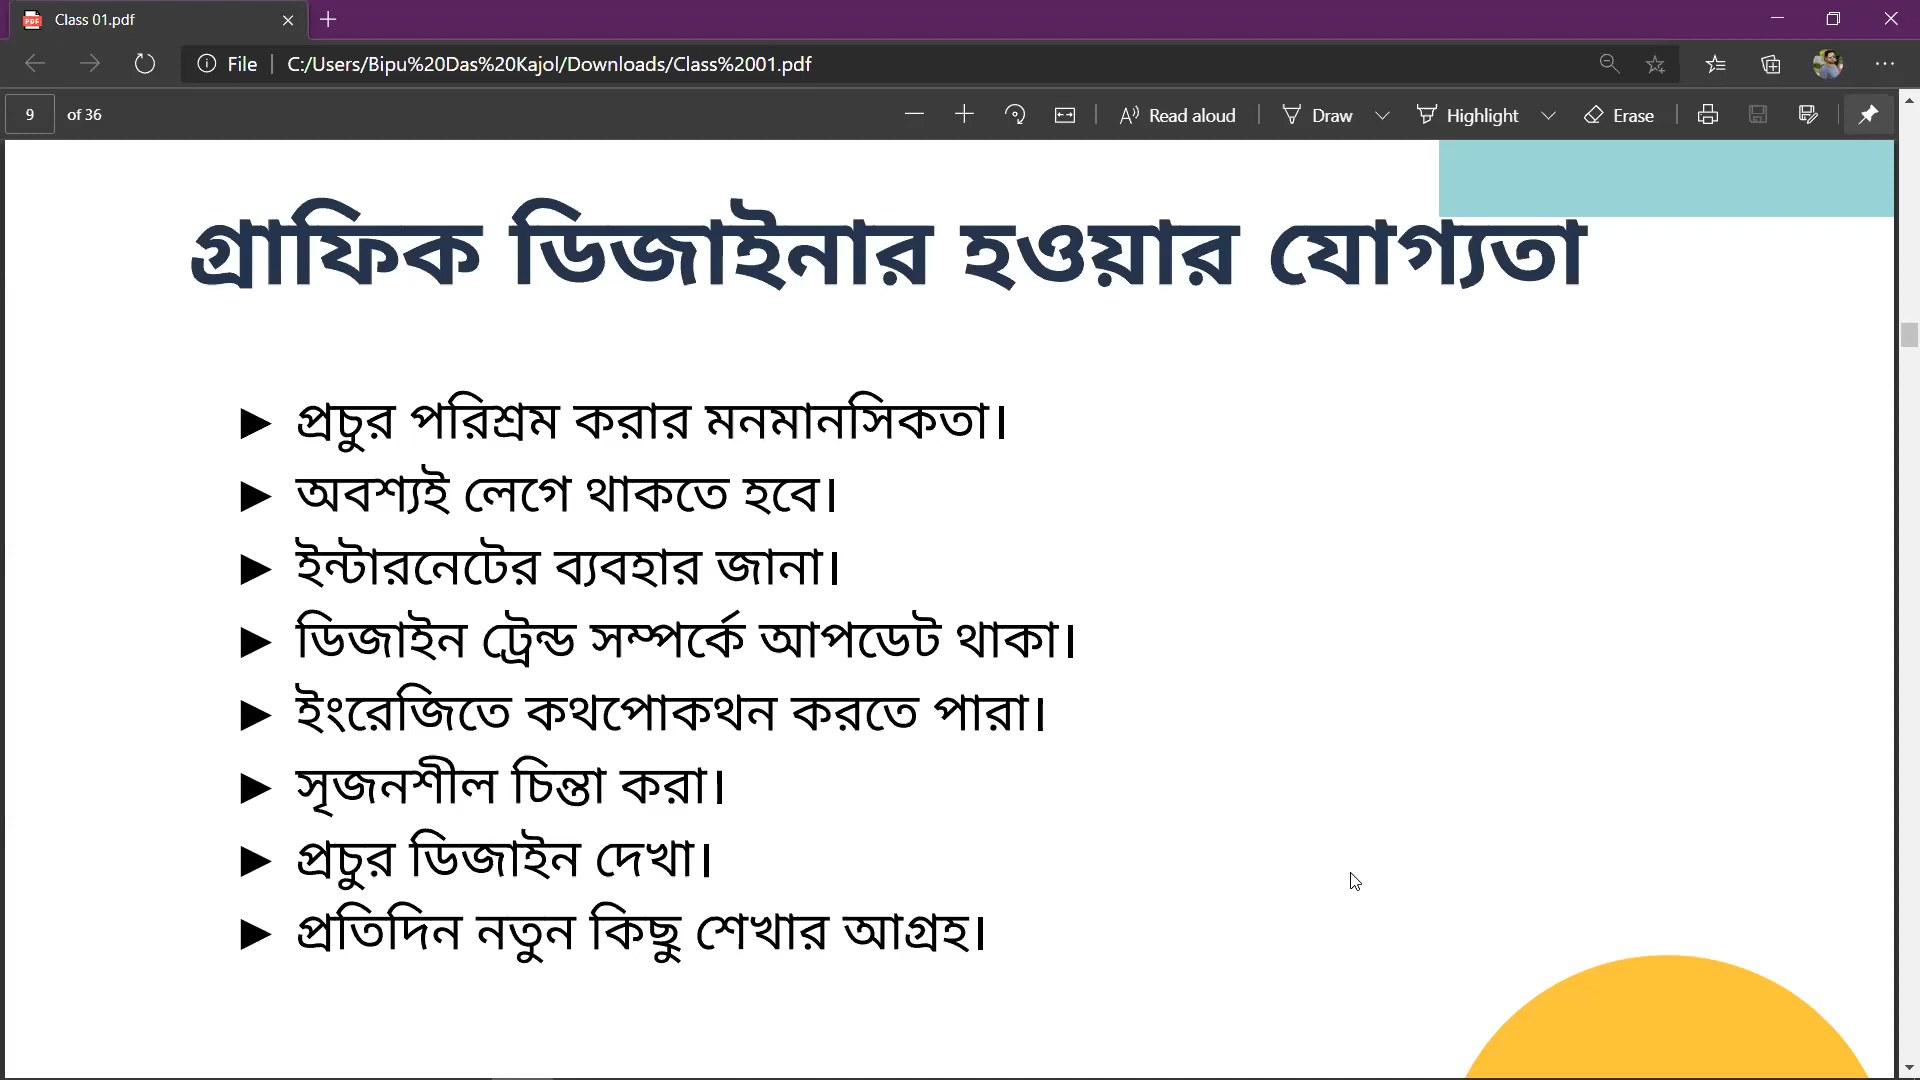 Class 01.pdf
File
C:/Users/Bipu%20Das%20Kajol/Downloads/Class%2001.pdf
9 of 36
Read aloud
Draw
Highlight
Erase
গ্রাফিক ডিজাইনার হওয়ার যোগ্যতা
► প্রচুর পরিশ্রম করার মনমানসিকতা।
► অবশ্যই লেগে থাকতে হবে।
► ইন্টারনেটের ব্যবহার জানা।
► ডিজাইন ট্রেন্ড সম্পর্কে আপডেট থাকা।
► ইংরেজিতে কথপোকথন করতে পারা।
► সৃজনশীল চিন্তা করা।
► প্রচুর ডিজাইন দেখা।
► প্রতিদিন নতুন কিছু শেখার আগ্রহ।